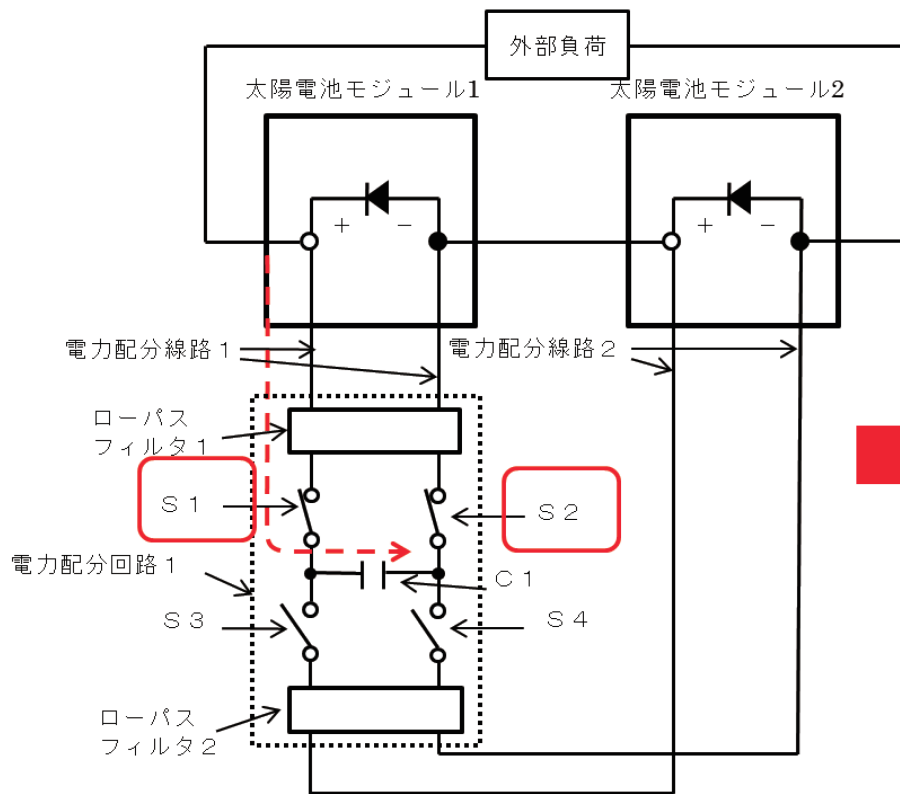 外部負荷
太陽電池モジュール1
太陽電池モジュール2
+ -
+ -
電力配分線路1
電力配分線路2
ローパス
フィルタ1
S1
S2
電力配分回路1
C1
S3
S4
ローパス
フィルタ2